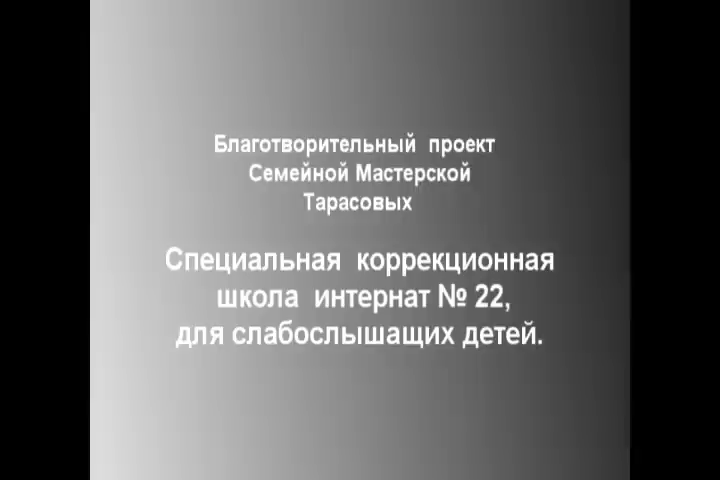 Благотворительный проект
Семейной Мастерской
Тарасовых
Специальная коррекционная
школа интернат № 22,
для слабослышащих детей.